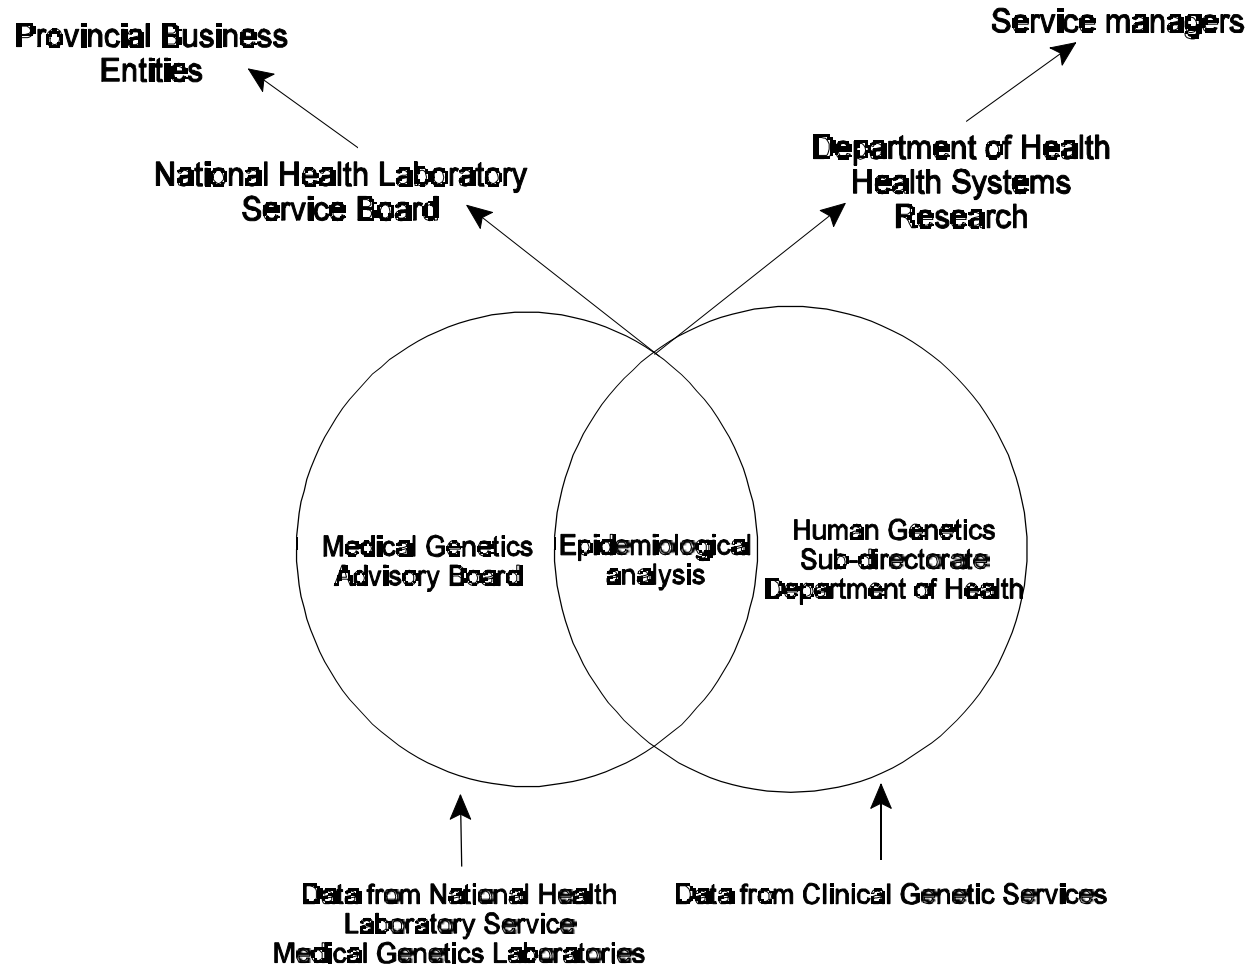 Provincial Business
Entities
Service managers
National Health Laboratory
Service Board
Department of Health
Health Systems
Research
Medical Genetics
Advisory Board
Epidemiological
analysis
Human Genetics
Sub-directorate
Department of Health
Data from National Health
Laboratory Service
Medical Genetics Laboratories
Data from Clinical Genetic Services